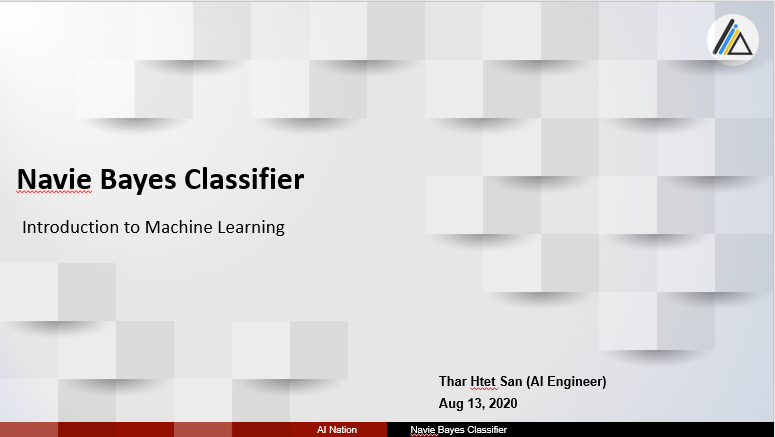 Navie Bayes Classifier
Introduction to Machine Learning
Thar Htet San (AI Engineer)
Aug 13, 2020
AI Nation
Navie Bayes Classifier